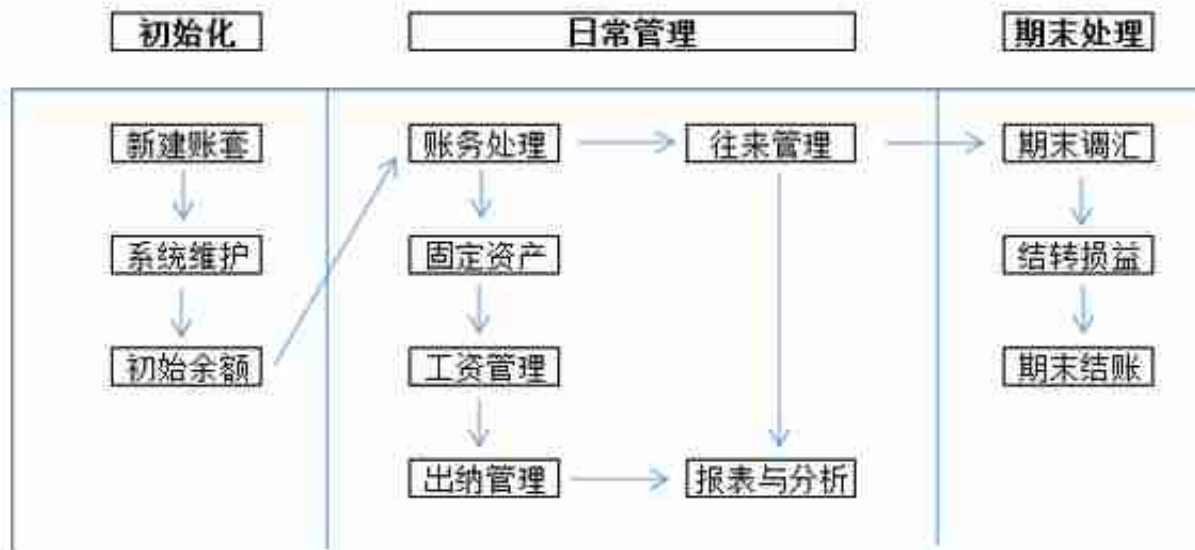 初始化
日常管理
期末处理
新建账套
账务处理
往来管理
期末调汇
系统维护
固定资产
结转损益
初始余额
工资管理
期末结账
出纳管理
报表与分析